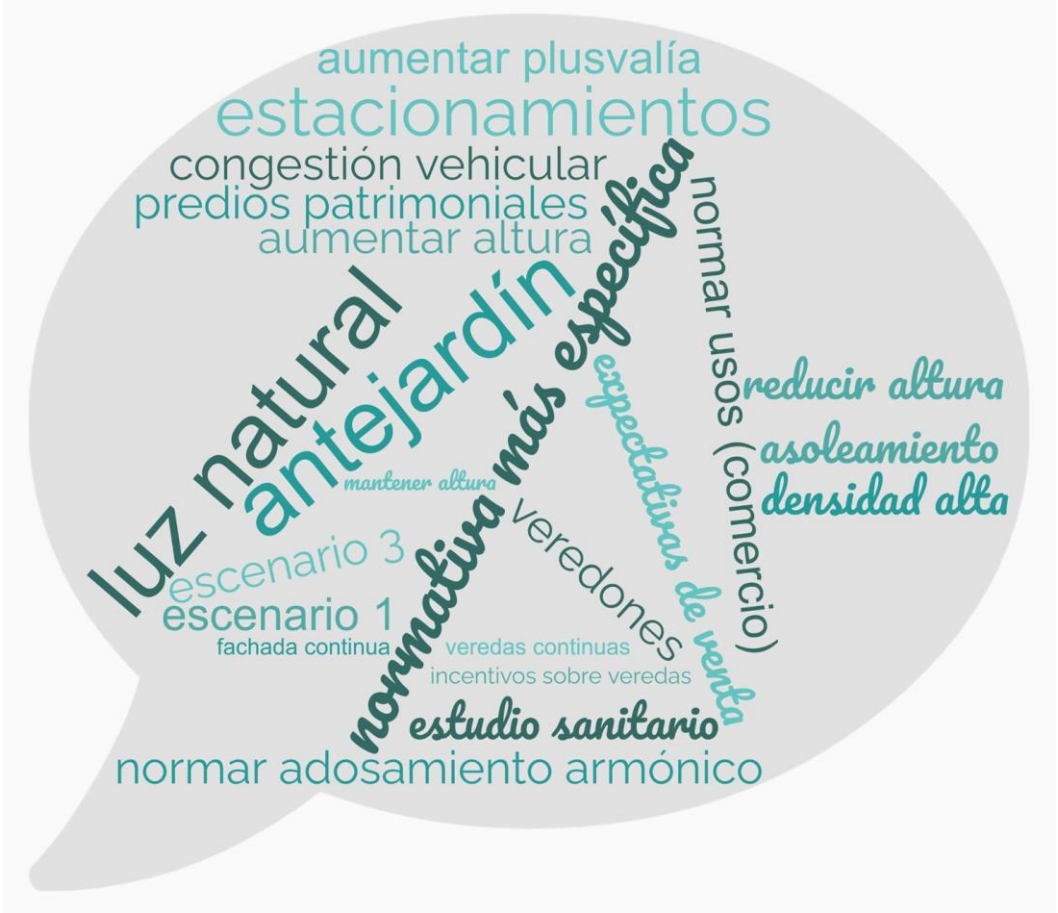 aumentar plusvalía
estacionamientos
congestión vehicular
predios patrimoniales
aumentar altura
luz natural
antejardín
normativa más específica
normar usos (comercio)
expectativas de venta
reducir altura
asoleamiento
densidad alta
mantener altura
veredones
escenario 3
escenario 1
fachada continua
veredas continuas
incentivos sobre veredas
estudio sanitario
normar adosamiento armónico